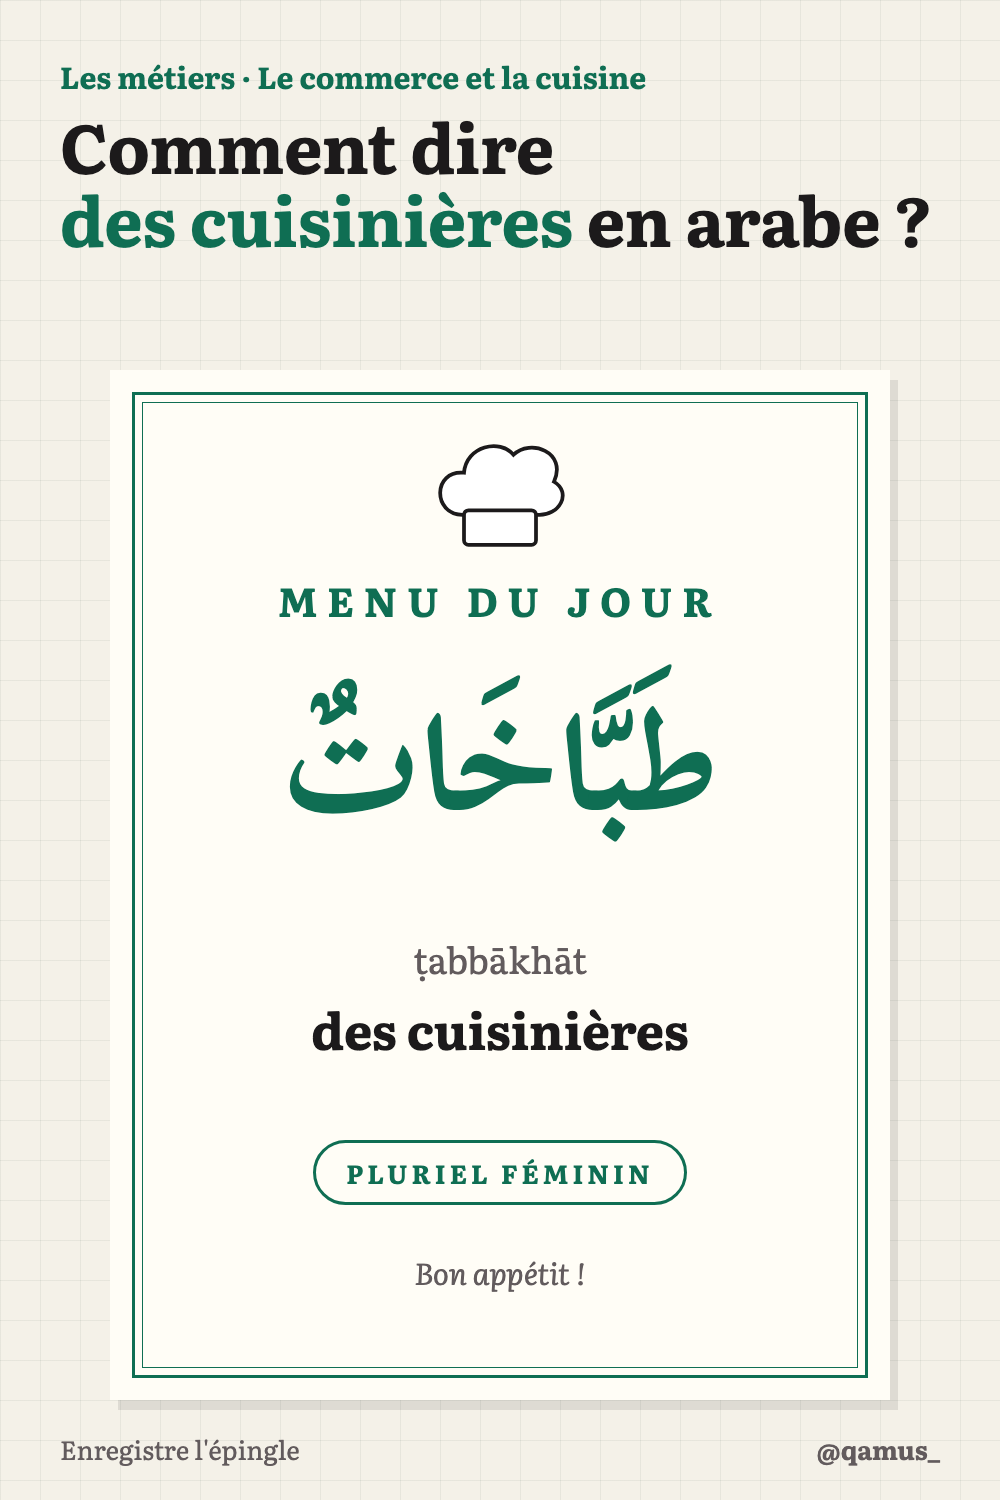 Les métiers · Le commerce et la cuisine
Comment dire
des cuisinières en arabe ?
MENU DU JOUR
طَبَّاخَاتٌ
ṭabbākhāt
des cuisinières
PLURIEL FÉMININ
Bon appétit !
Enregistre l'épingle
@qamus_